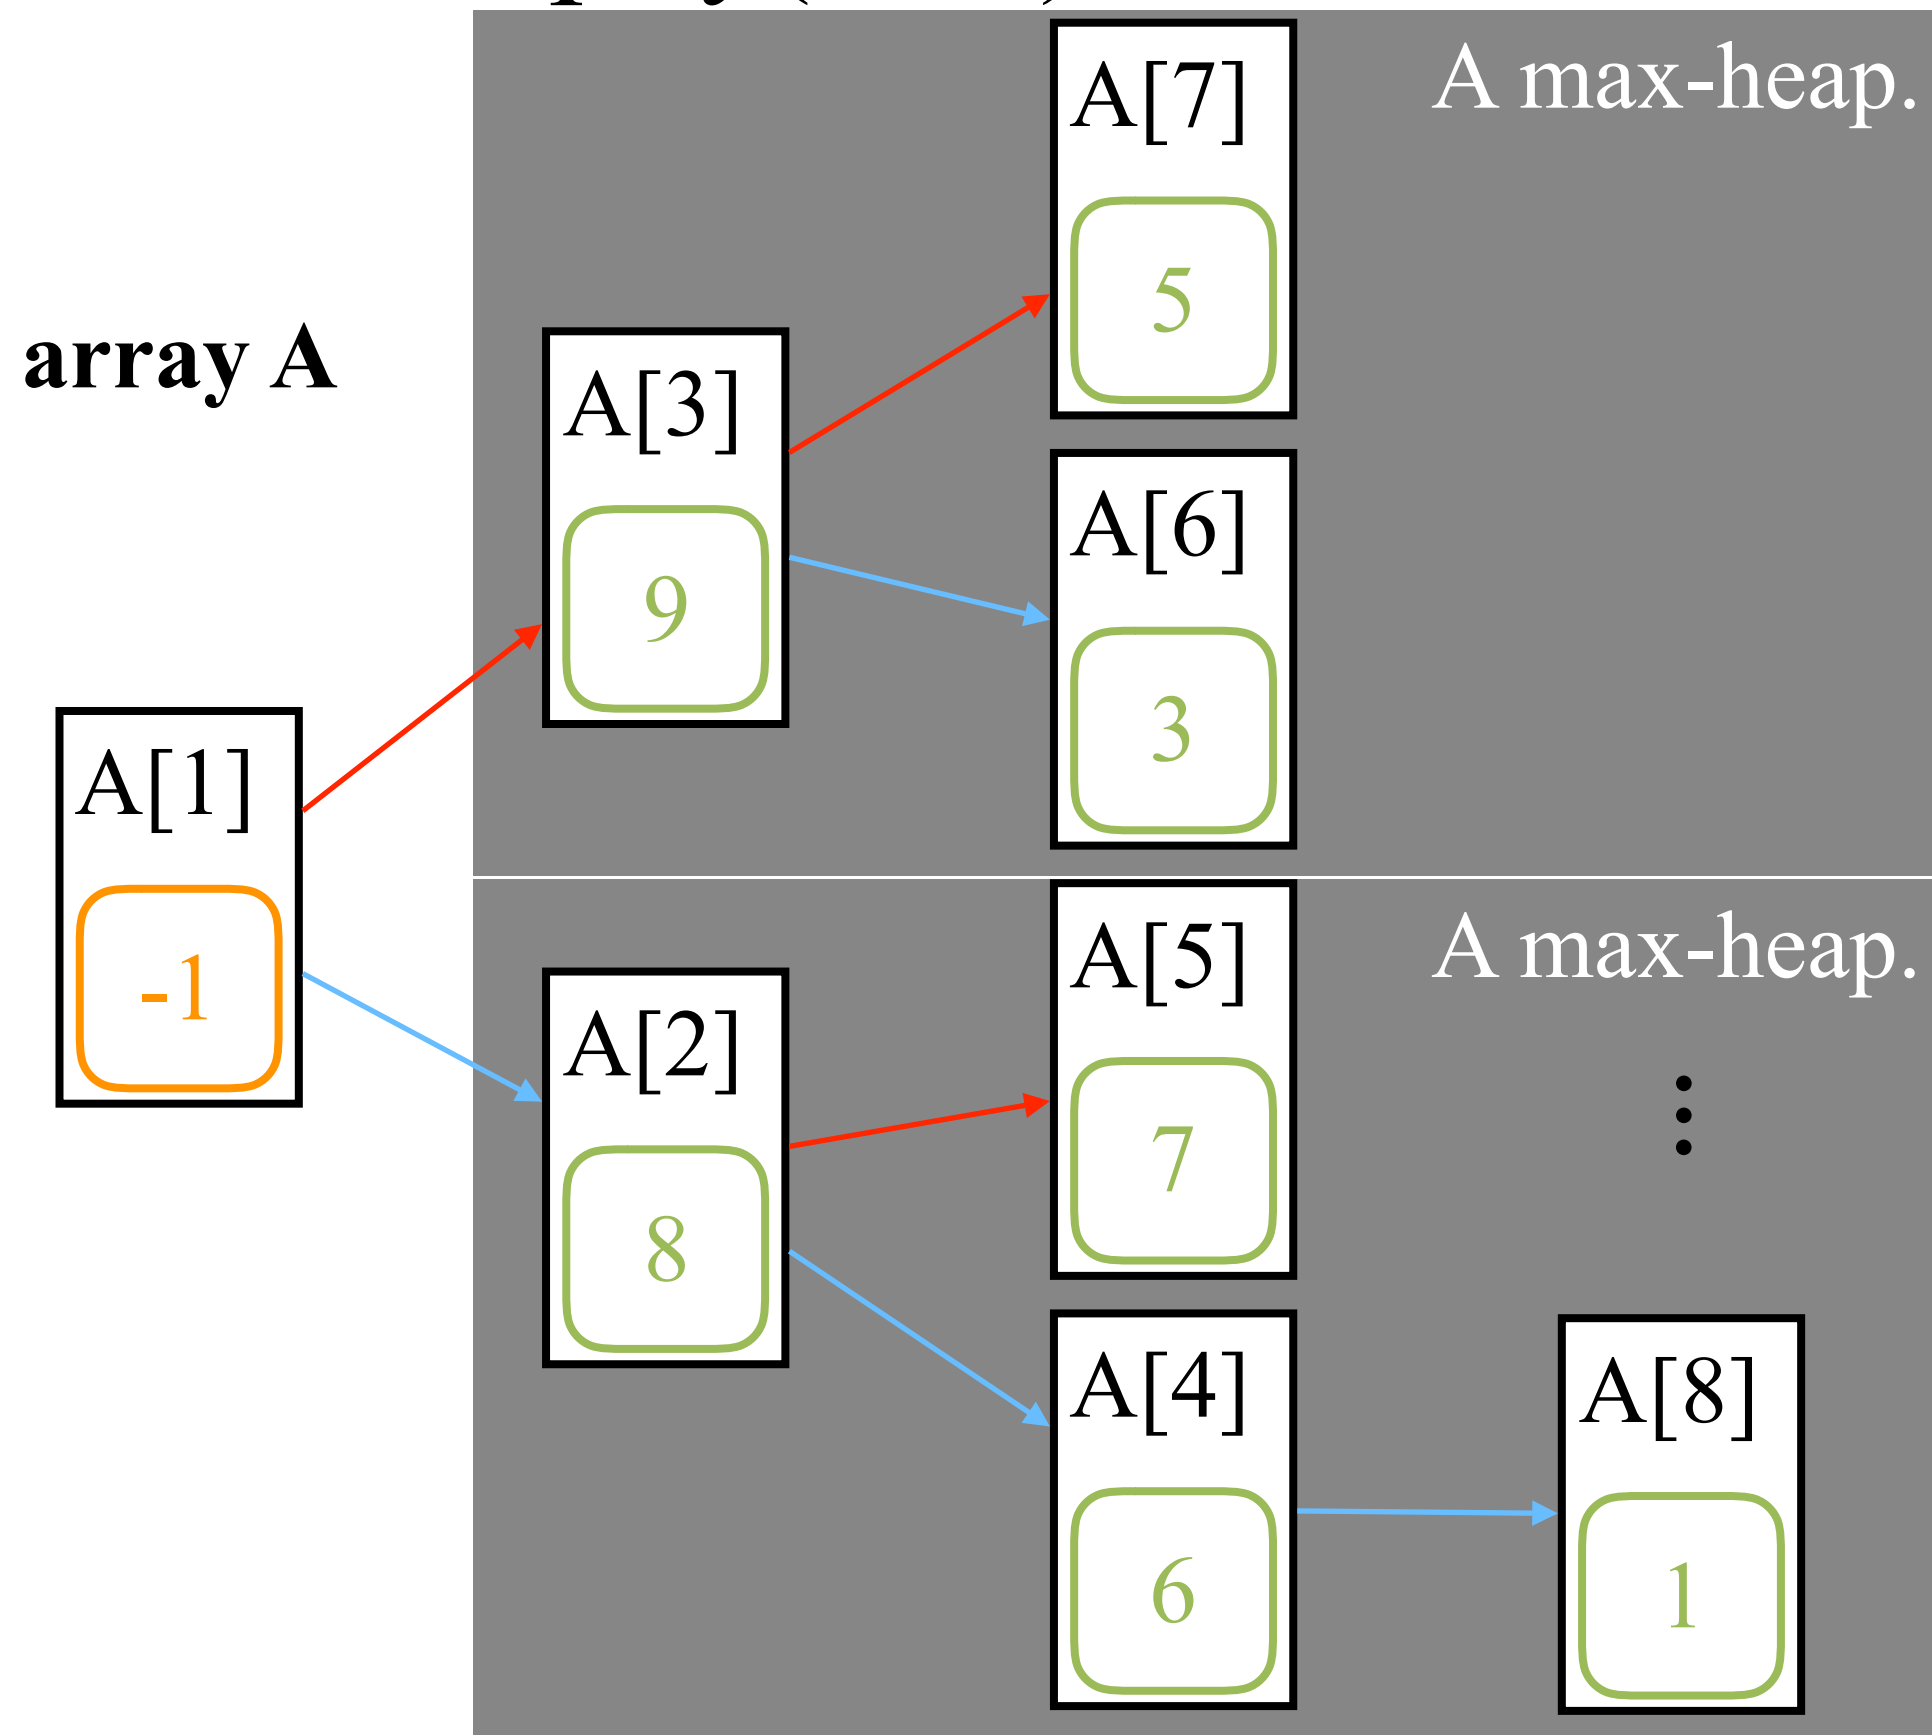 A max-heap.
A[7]
5
array A
A[3]
9
A[6]
3
A[1]
-1
A max-heap.
A[5]
7
A[2]
8
A[4]
6
A[8]
1